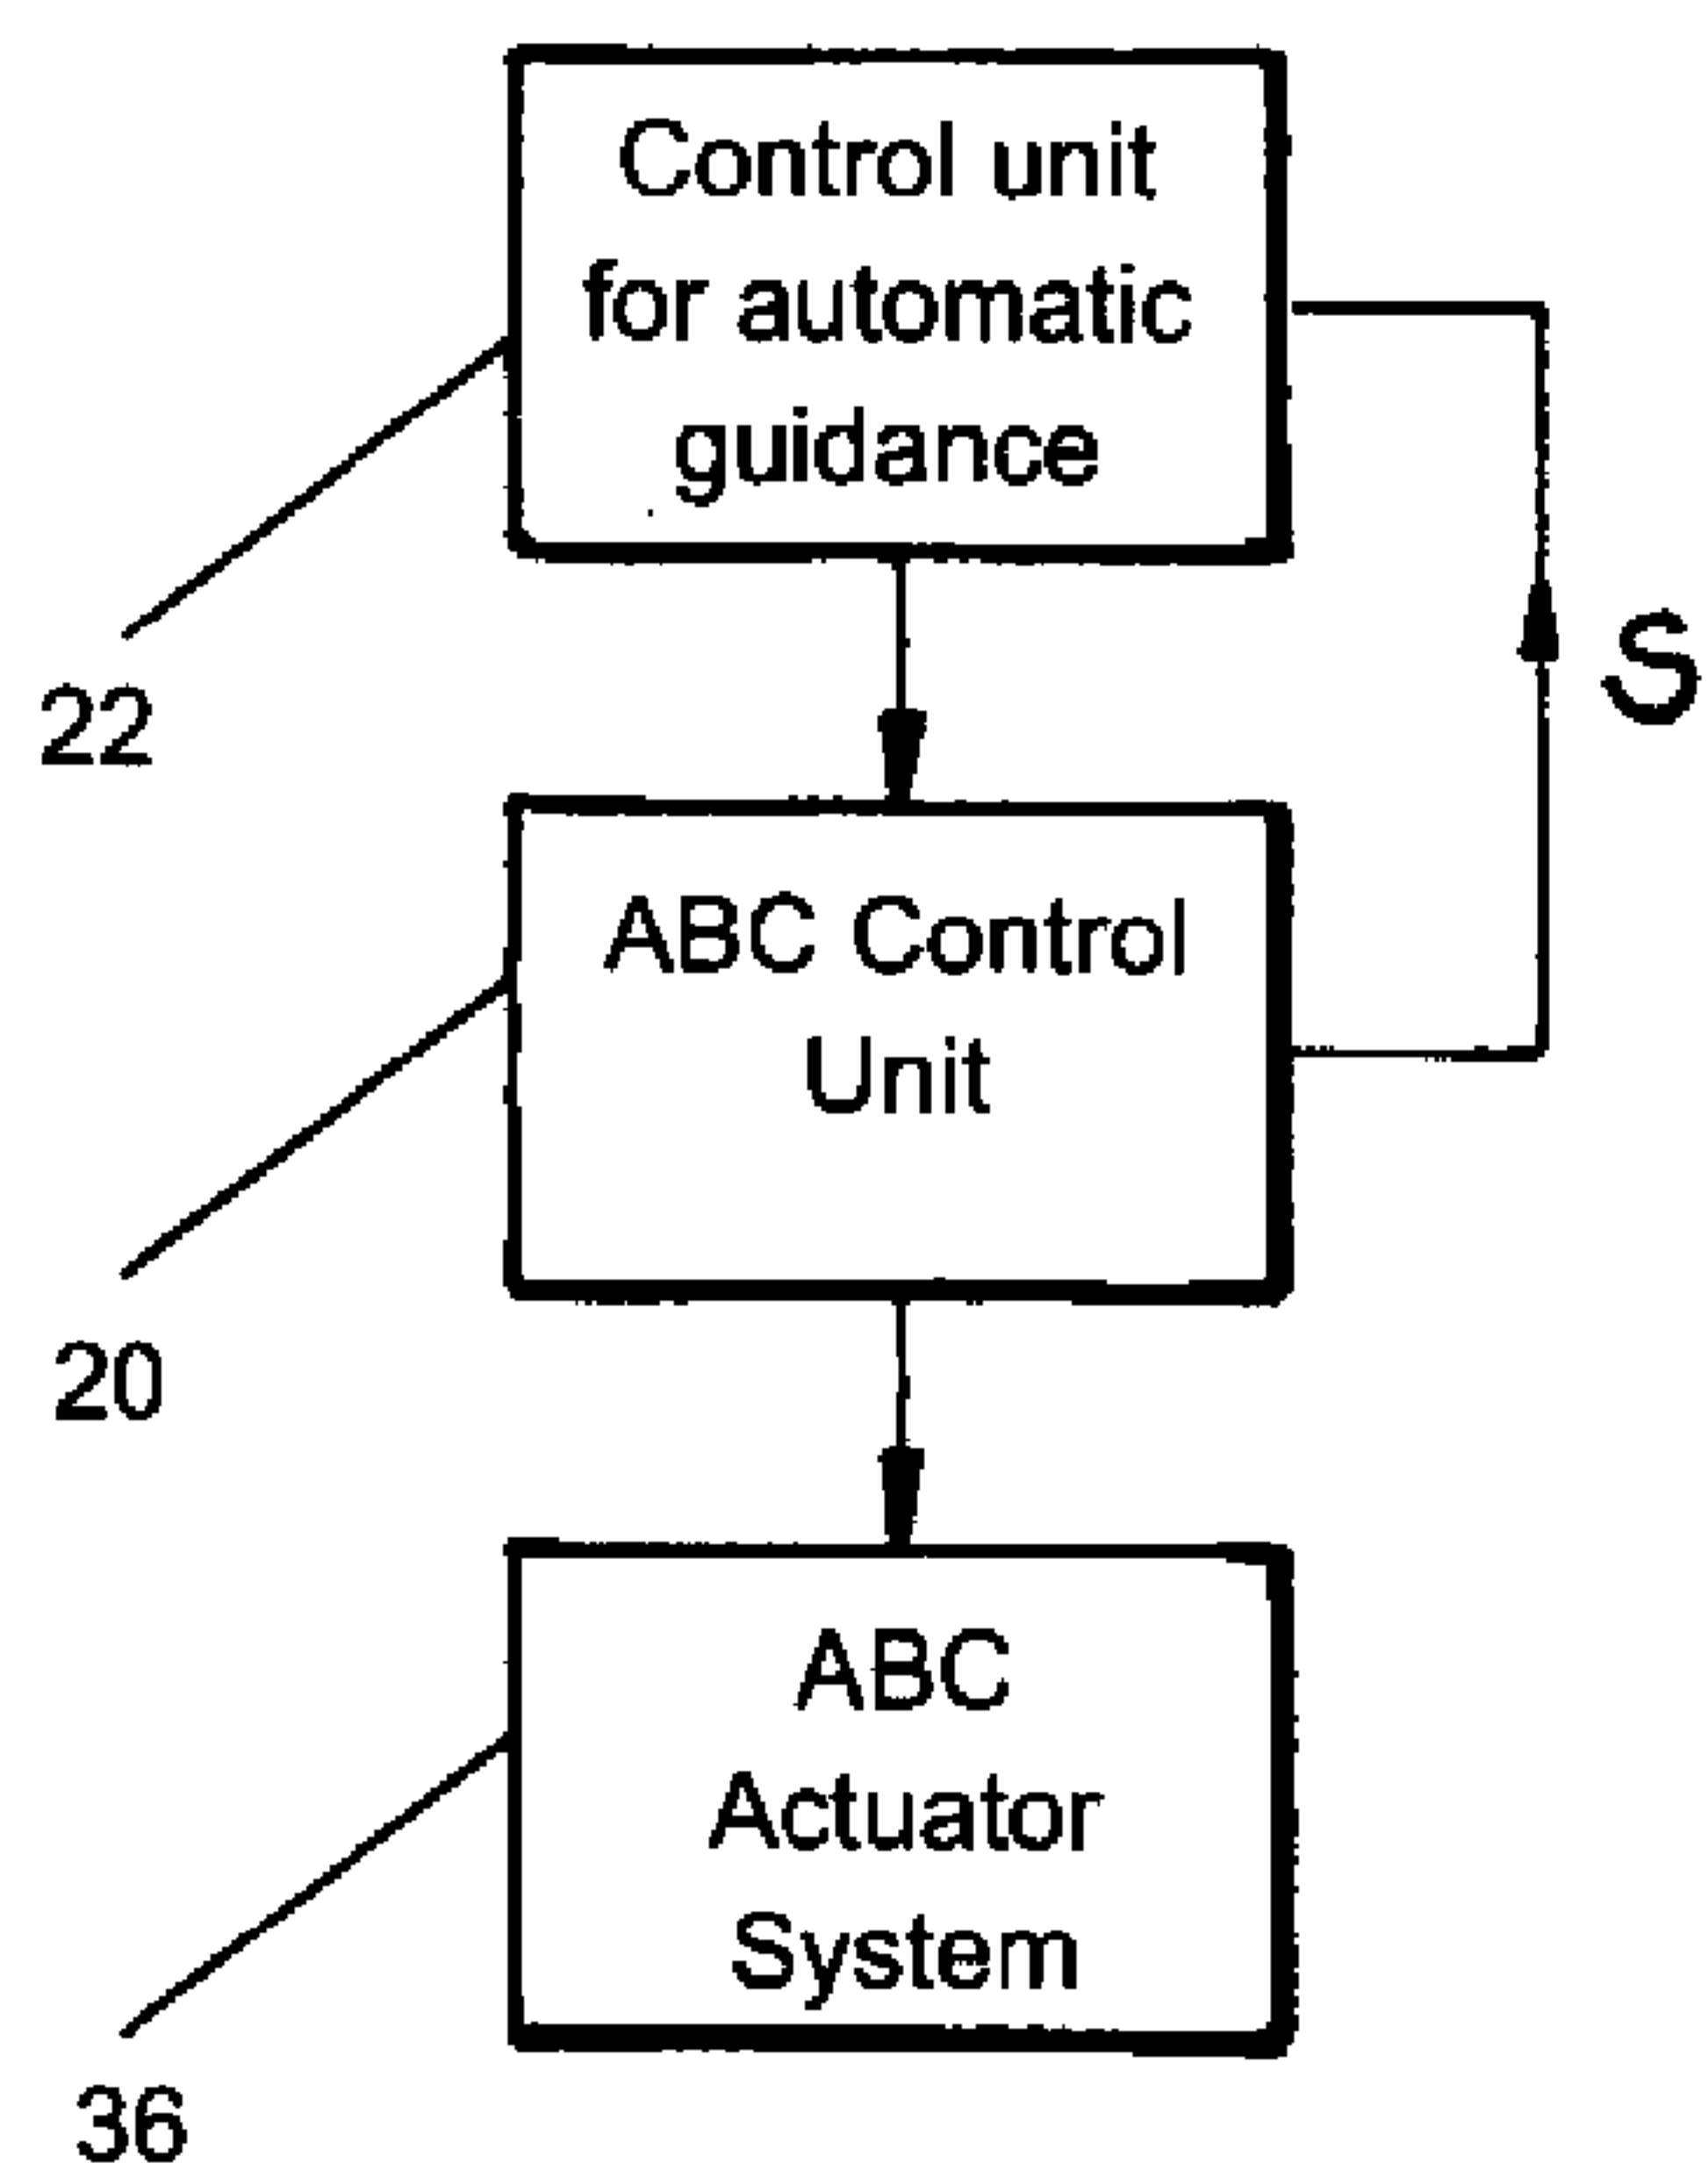 Control unit
for automatic
guidance
S
22
ABC Control
Unit
20
ABC
Actuator
System
36